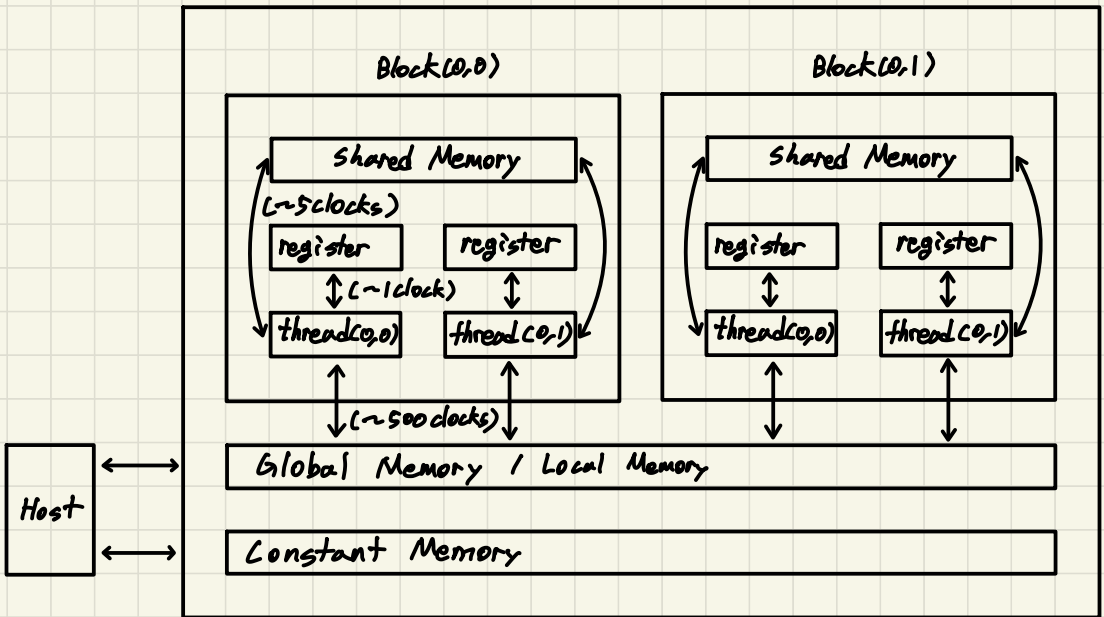 Block(0,0)
Block(0,1)
Shared Memory
Shared Memory
(~5clocks)
register
register
register
register
(~1clock)
thread(0,0)
thread(0,1)
thread(0,0)
thread(0,1)
(~500clocks)
Global Memory / Local Memory
Host
Constant Memory